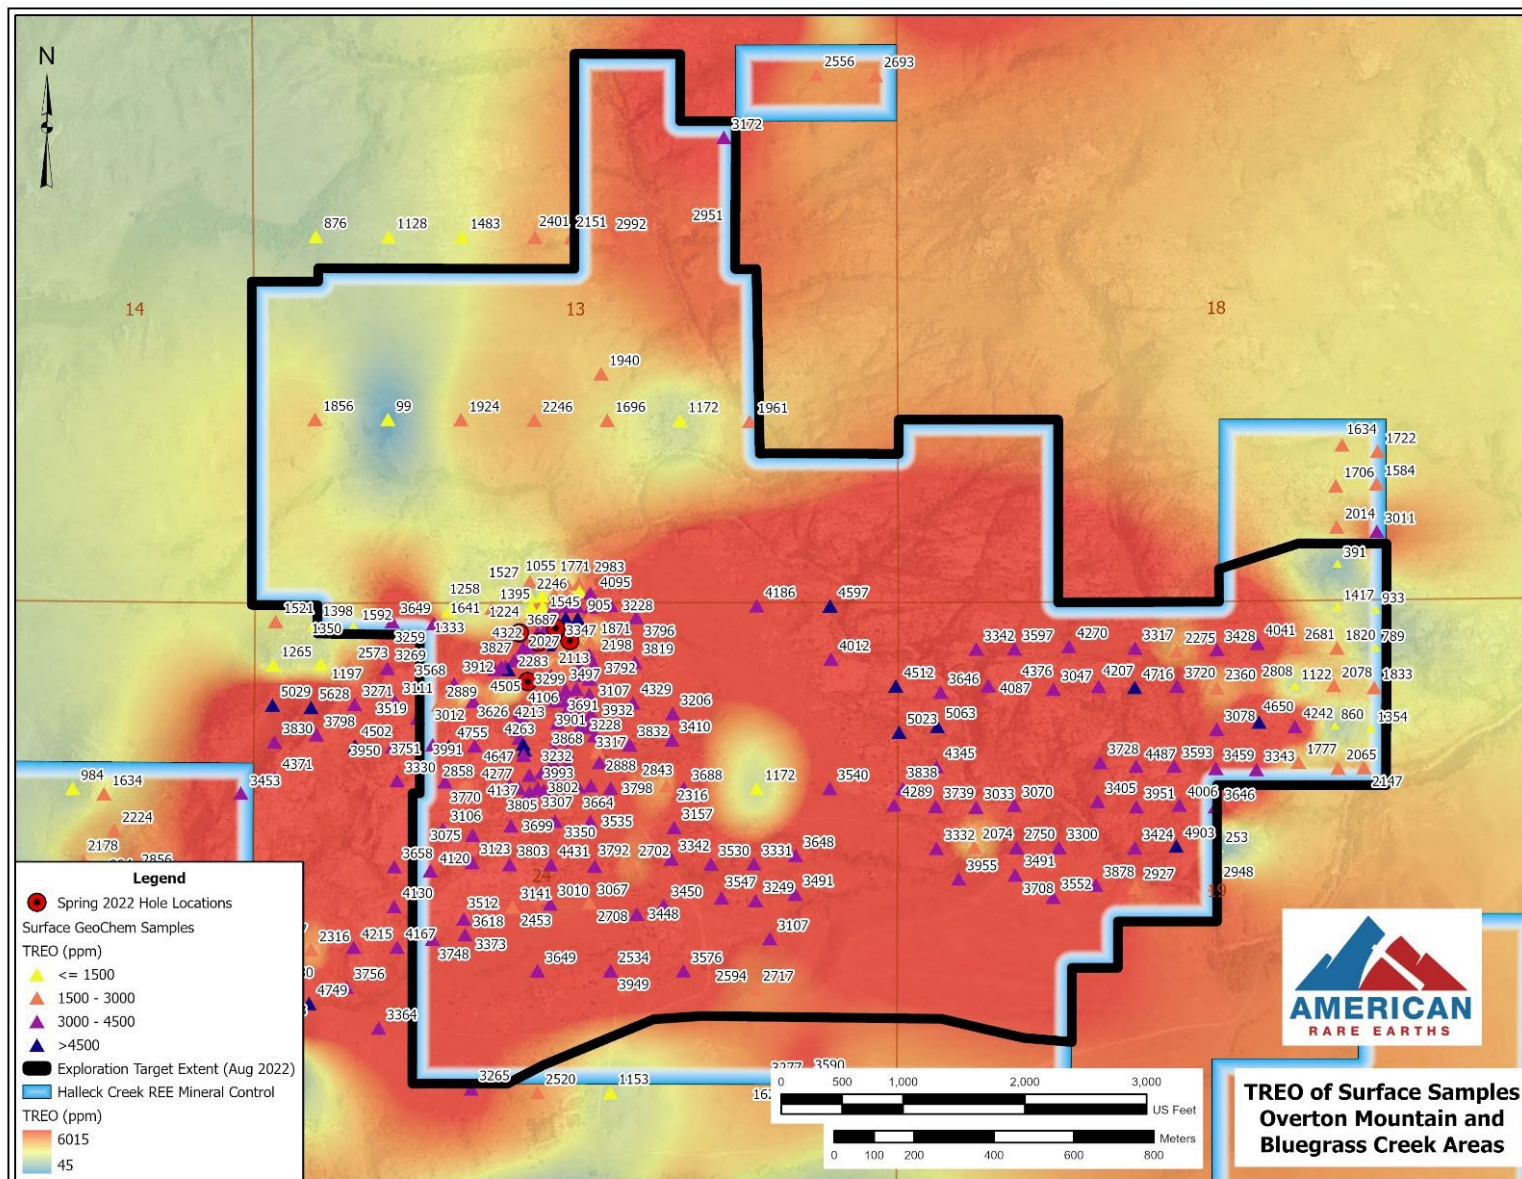 N
2556 2693
3172
876 1128 1483 2401 2151 2992 2951
14 13 18
1940
1856 99 1924 2246 1696 1172 1961
1634 1722
1706 1584
2014 3011
391
1527 1055 1771 2983
1258 1395 2246 4095 4186 4597 1417 933
1521 1398 1592 3649 1641 1224 3687 1545 905 3228
1350 3259 1333 4322 2027 3347 1871 3796 3342 3597 4270 3317 2275 3428 4041 2681 1820 789
1265 2573 3269 3827 2113 2198 3819 4012
1197 3568 3912 2283 3497 3792 4512 3646 4087 4376 3047 4207 4716 3720 2360 2808 1122 2078 1833
5029 5628 3271 3111 2889 4505 3299 3107 4329 3206
3519 3012 3626 4106 4213 3691 3932 5023 5063 3078 4650 4242 860 1354
3830 3798 4502 4755 4263 3901 3228 3410
4371 3950 3751 3991 4647 3868 3317 3832 4345 3728 4487 3593 3459 3343 1777 2065
984 1634 3453 3330 2858 4277 3232 3993 2888 2843 3688 1172 3540 3838 2147
3770 4137 3802 3798 2316 4289 3739 3033 3070 3405 3951 4006 3646
2224 3106 3805 3307 3664 3157
2178 3075 3699 3350 3535 3332 2074 2750 3300 3424 4903 253
2856 3658 4120 3123 3803 4431 3792 2702 3342 3530 3331 3648
24 3955 3491 3878 2927 2948
4130 3512 3141 3010 3067 3450 3547 3249 3491 3708 3552 19
3618 2453 2708 3448
2316 4215 4167 3748 3373 3107
3756 3649 2534 3576
4749 3949 2594 2717
3364
3265 2520 1153 3277 3590
Legend
Spring 2022 Hole Locations
Surface GeoChem Samples
TREO (ppm)
<= 1500
1500 - 3000
3000 - 4500
>4500
Exploration Target Extent (Aug 2022)
Halleck Creek REE Mineral Control
TREO (ppm)
6015
45
0 500 1,000 2,000 3,000
US Feet
Meters
0 100 200 400 600 800
AMERICAN
RARE EARTHS
TREO of Surface Samples
Overton Mountain and
Bluegrass Creek Areas